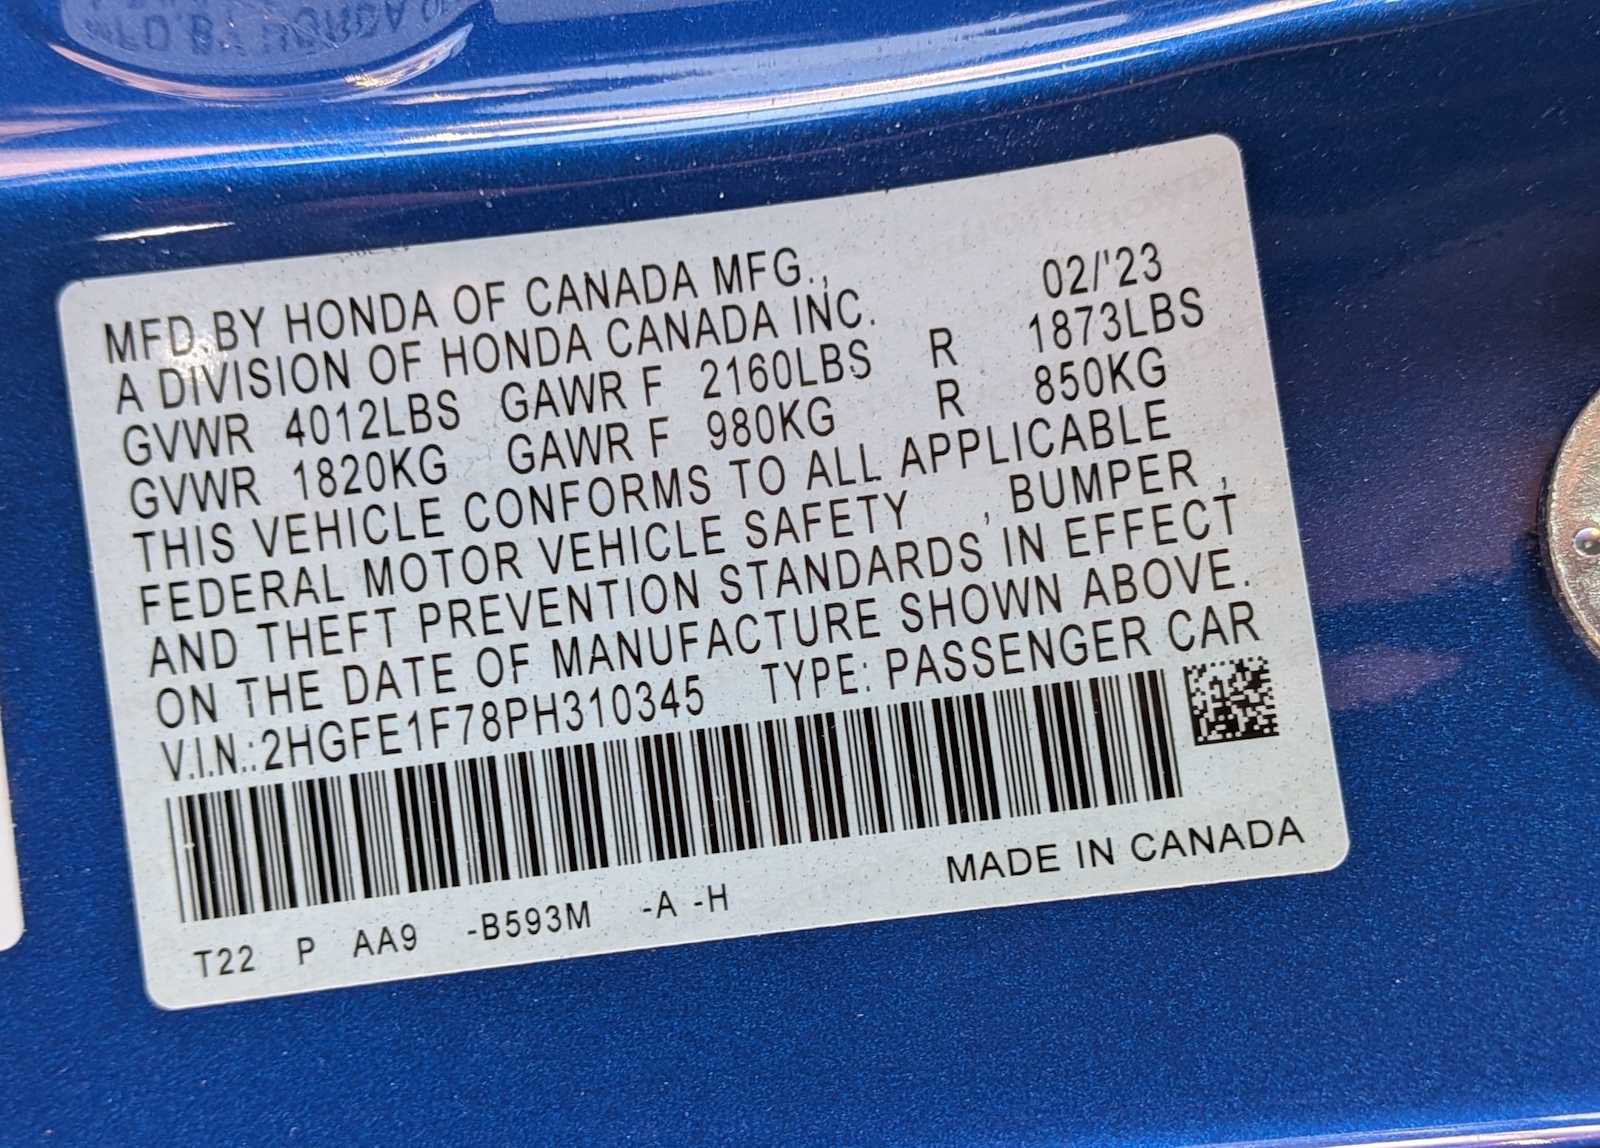 MFD.BY HONDA OF CANADA MFG., 02/'23
A DIVISION OF HONDA CANADA INC.
GVWR 4012LBS GAWR F 2160LBS R 1873LBS
GVWR 1820KG GAWR F 980KG R 850KG
THIS VEHICLE CONFORMS TO ALL APPLICABLE
FEDERAL MOTOR VEHICLE SAFETY , BUMPER ,
AND THEFT PREVENTION STANDARDS IN EFFECT
ON THE DATE OF MANUFACTURE SHOWN ABOVE.
V.I.N.:2HGFE1F78PH310345 TYPE: PASSENGER CAR
MADE IN CANADA
T22 P AA9 -B593M -A -H